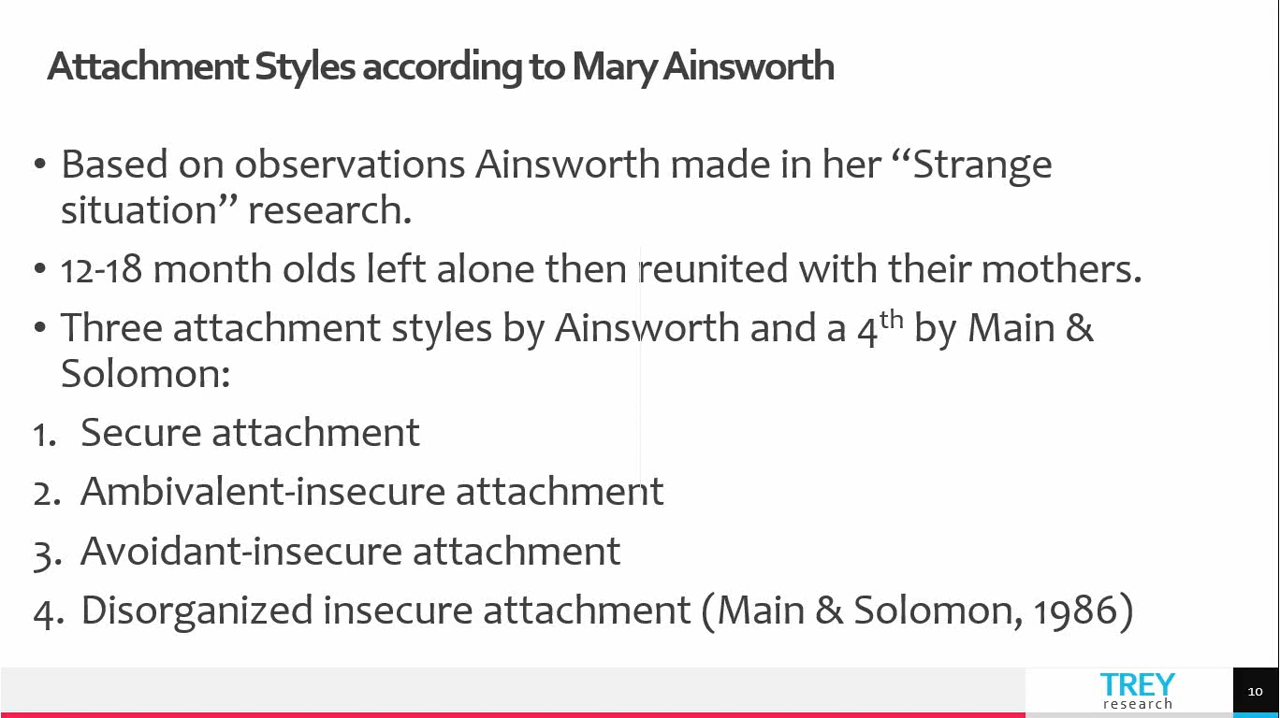 Attachment Styles according to Mary Ainsworth
• Based on observations Ainsworth made in her “Strange
situation” research.
• 12-18 month olds left alone then reunited with their mothers.
• Three attachment styles by Ainsworth and a 4th by Main &
Solomon:
1. Secure attachment
2. Ambivalent-insecure attachment
3. Avoidant-insecure attachment
4. Disorganized insecure attachment (Main & Solomon, 1986)
TREY
research
10